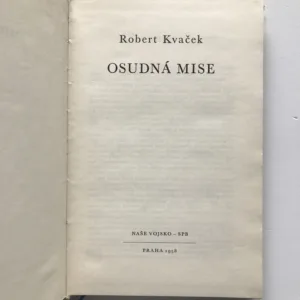 Robert Kvaček
OSUDNÁ MISE
NAŠE VOJSKO – SPB
PRAHA 1958